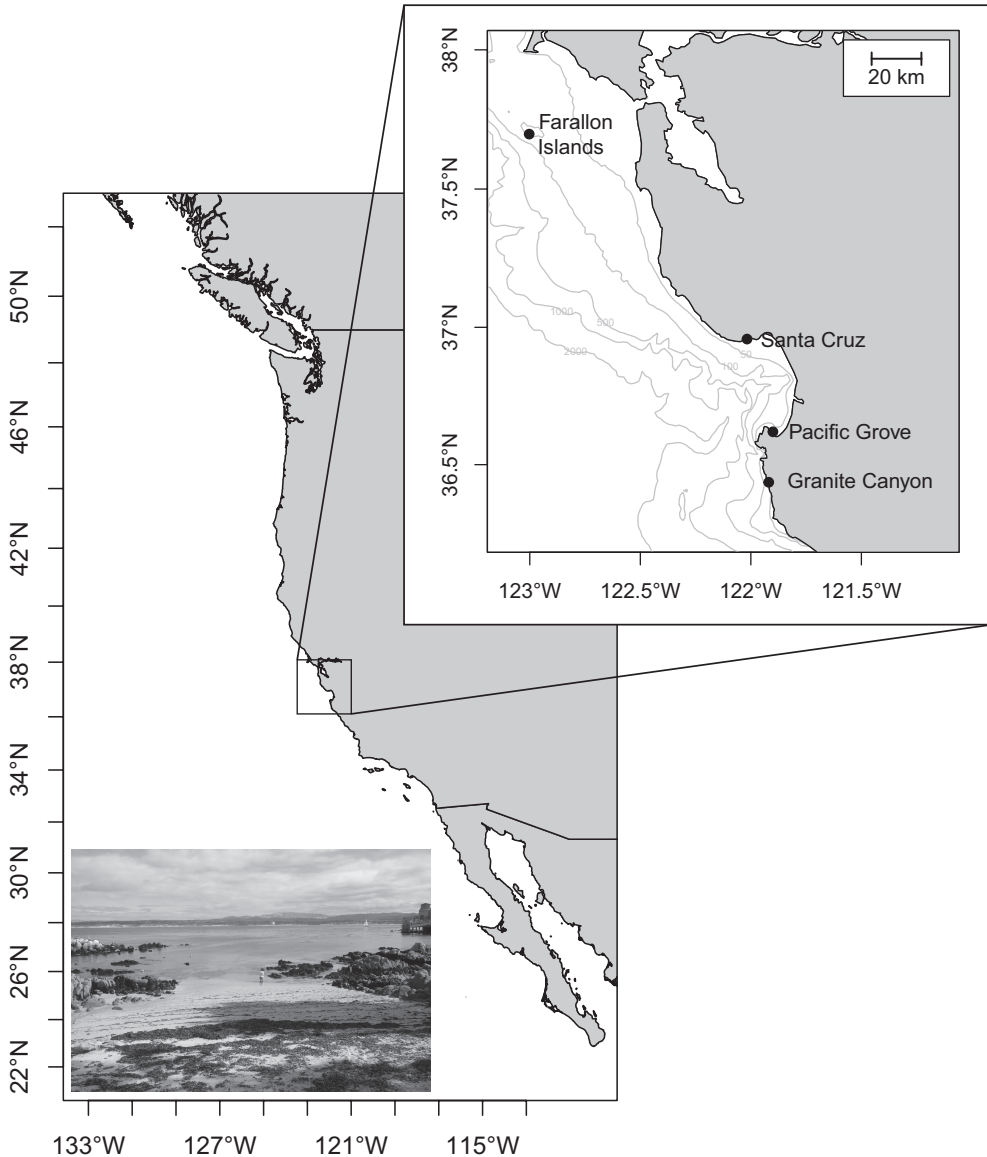 38°N
20 km
Farallon
Islands
37.5°N
37°N
1000
500
2000
Santa Cruz
50
100
Pacific Grove
36.5°N
Granite Canyon
123°W 122.5°W 122°W 121.5°W
50°N
46°N
42°N
38°N
34°N
30°N
26°N
22°N
133°W 127°W 121°W 115°W